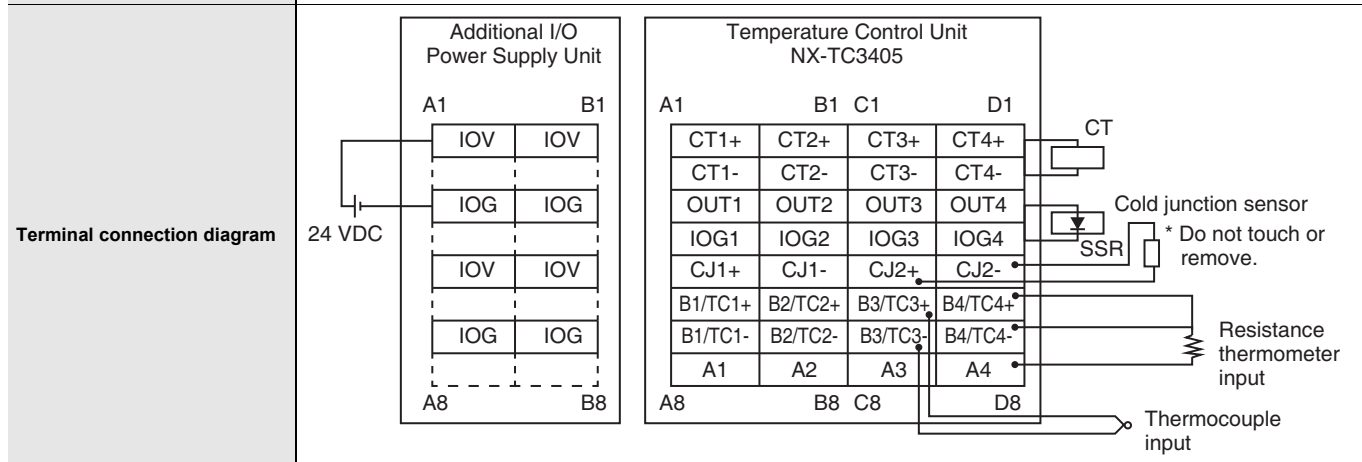 Terminal connection diagram
24 VDC
Additional I/O
Power Supply Unit
A1 B1
IOV IOV
IOG IOG
IOV IOV
IOG IOG
A8 B8
Temperature Control Unit
NX-TC3405
A1 B1 C1 D1
CT1+ CT2+ CT3+ CT4+
CT1- CT2- CT3- CT4-
OUT1 OUT2 OUT3 OUT4
IOG1 IOG2 IOG3 IOG4
CJ1+ CJ1- CJ2+ CJ2-
B1/TC1+ B2/TC2+ B3/TC3+ B4/TC4+
B1/TC1- B2/TC2- B3/TC3- B4/TC4-
A1 A2 A3 A4
A8 B8 C8 D8
CT
SSR
Cold junction sensor
* Do not touch or
remove.
Resistance
thermometer
input
Thermocouple
input